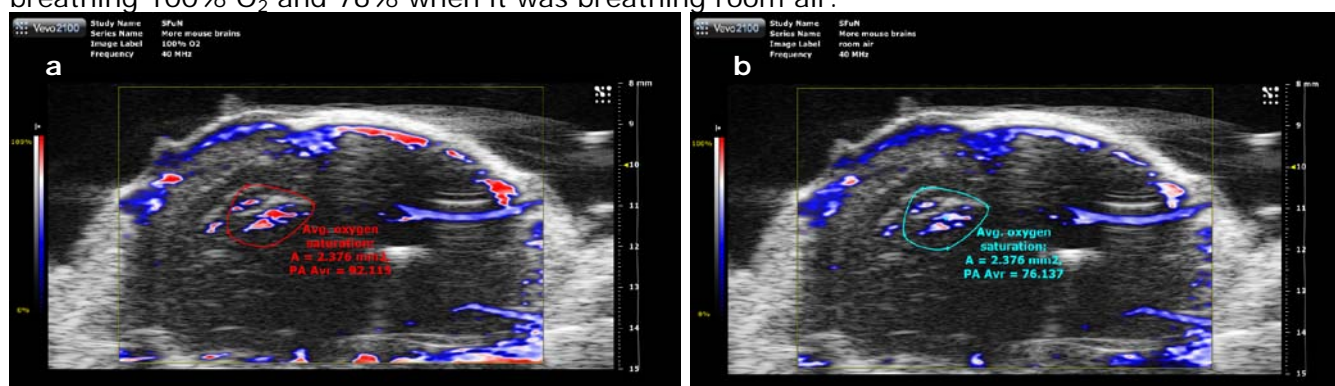 breathing 100% O₂ and 76% when it was breathing room air.
Vevo2100
Study Name SFuN
Series Name More mouse brains
Image Label 100% O2
Frequency 40 MHz
a
8 mm
9
10
11
12
13
14
15
100%
0%
Avg. oxygen
saturation;
A = 2.376 mm2,
PA Avr = 82.119
Vevo2100
Study Name SFuN
Series Name More mouse brains
Image Label room air
Frequency 40 MHz
b
8 mm
9
10
11
12
13
14
15
100%
0%
Avg. oxygen
saturation;
A = 2.376 mm2,
PA Avr = 76.137